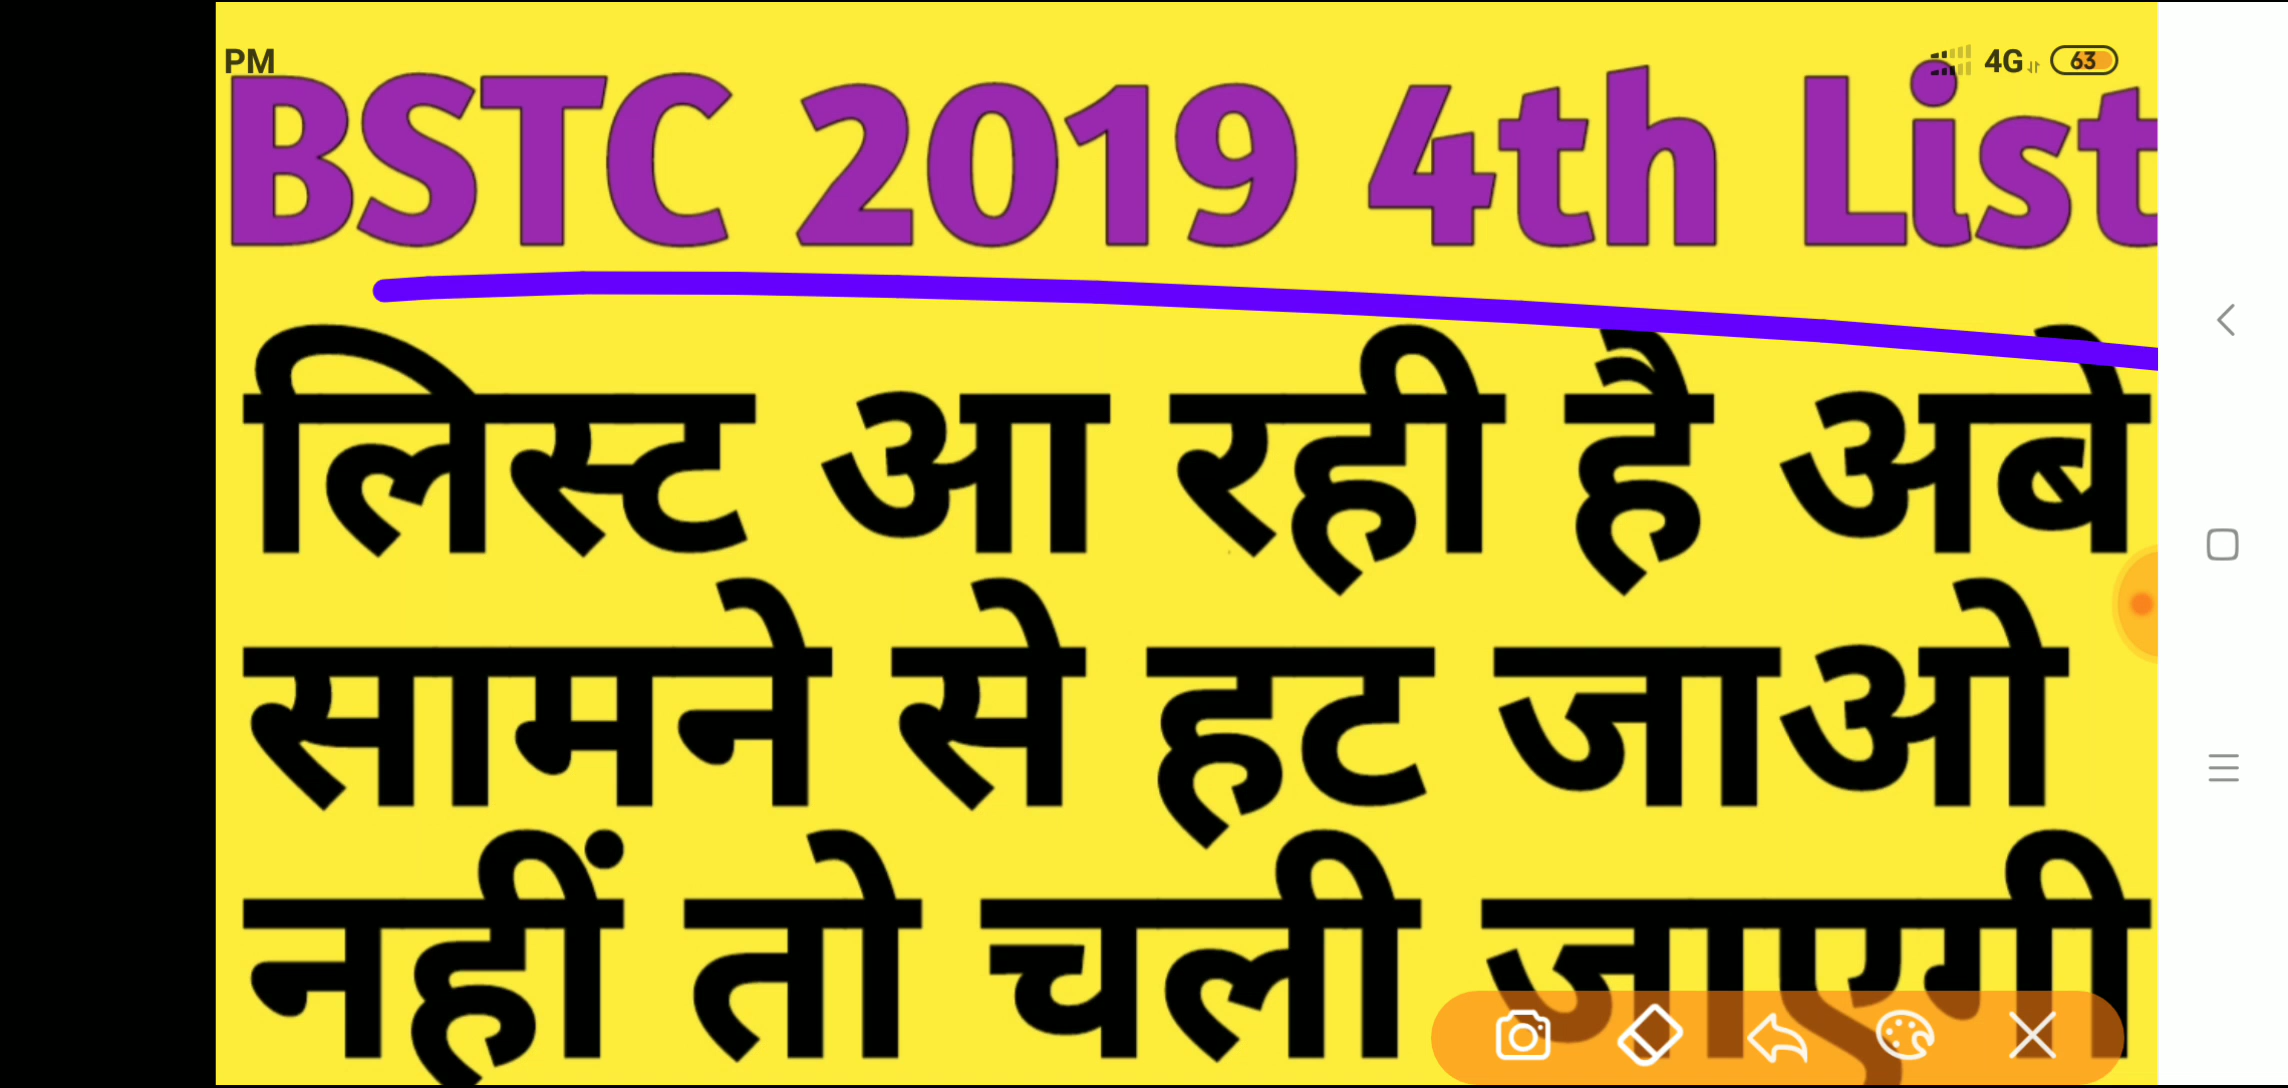 PM 4G 63
BSTC 2019 4th List
लिस्ट आ रही है अबे
सामने से हट जाओ
नहीं तो चली जाएगी